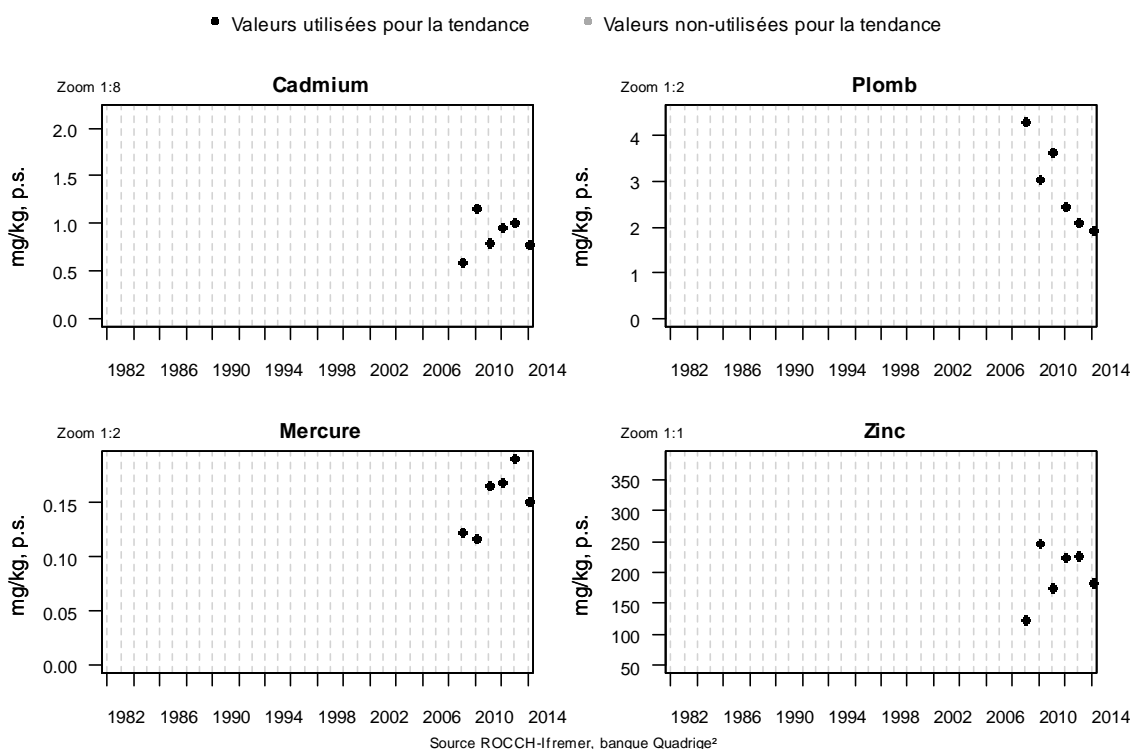 Valeurs utilisées pour la tendance Valeurs non-utilisées pour la tendance
Zoom 1:8 Cadmium
mg/kg, p.s.
2.0
1.5
1.0
0.5
0.0
1982 1986 1990 1994 1998 2002 2006 2010 2014
Zoom 1:2 Plomb
mg/kg, p.s.
4
3
2
1
0
1982 1986 1990 1994 1998 2002 2006 2010 2014
Zoom 1:2 Mercure
mg/kg, p.s.
0.15
0.10
0.05
0.00
1982 1986 1990 1994 1998 2002 2006 2010 2014
Zoom 1:1 Zinc
mg/kg, p.s.
350
300
250
200
150
100
50
1982 1986 1990 1994 1998 2002 2006 2010 2014
Source ROCCH-Ifremer, banque Quadrige²